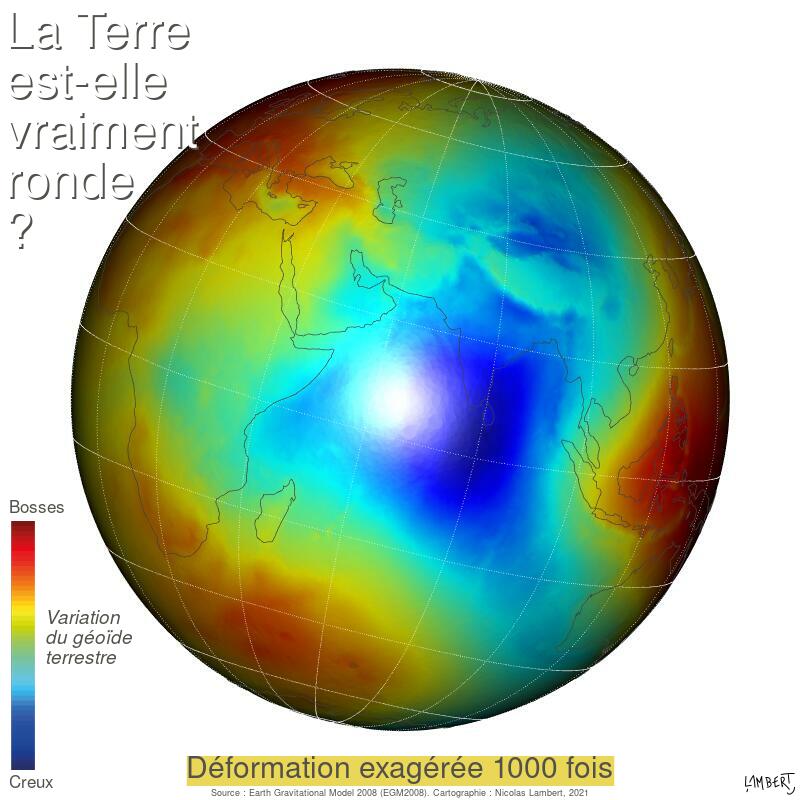 La Terre
est-elle
vraiment
ronde
?
Bosses
Variation
du géoïde
terrestre
Creux
Déformation exagérée 1000 fois
Source : Earth Gravitational Model 2008 (EGM2008). Cartographie : Nicolas Lambert, 2021
LAMBERT